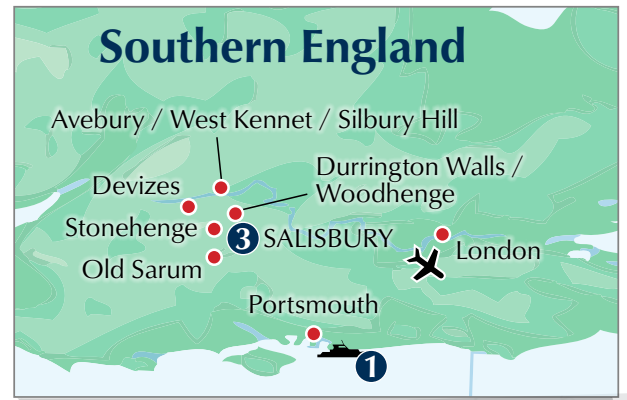 Southern England
Avebury / West Kennet / Silbury Hill
Durrington Walls /
Woodhenge
Devizes
Stonehenge
3 SALISBURY
London
Old Sarum
Portsmouth
1